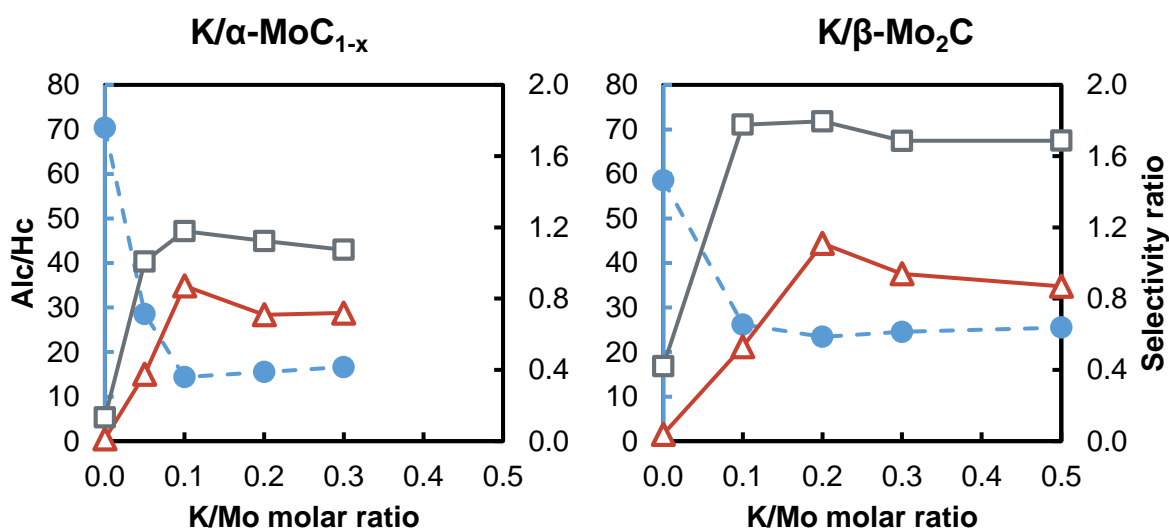 K/α-MoC1-x
K/β-Mo2C
80 2.0 80 2.0
70 70
60 1.6 60 1.6
50 50
1.2 1.2
40 40
30 0.8 30 0.8
20 20
0.4 0.4
10 10
0 0.0 0 0.0
Alc/Hc
Selectivity ratio
0.0 0.1 0.2 0.3 0.4 0.5
0.0 0.1 0.2 0.3 0.4 0.5
K/Mo molar ratio
K/Mo molar ratio